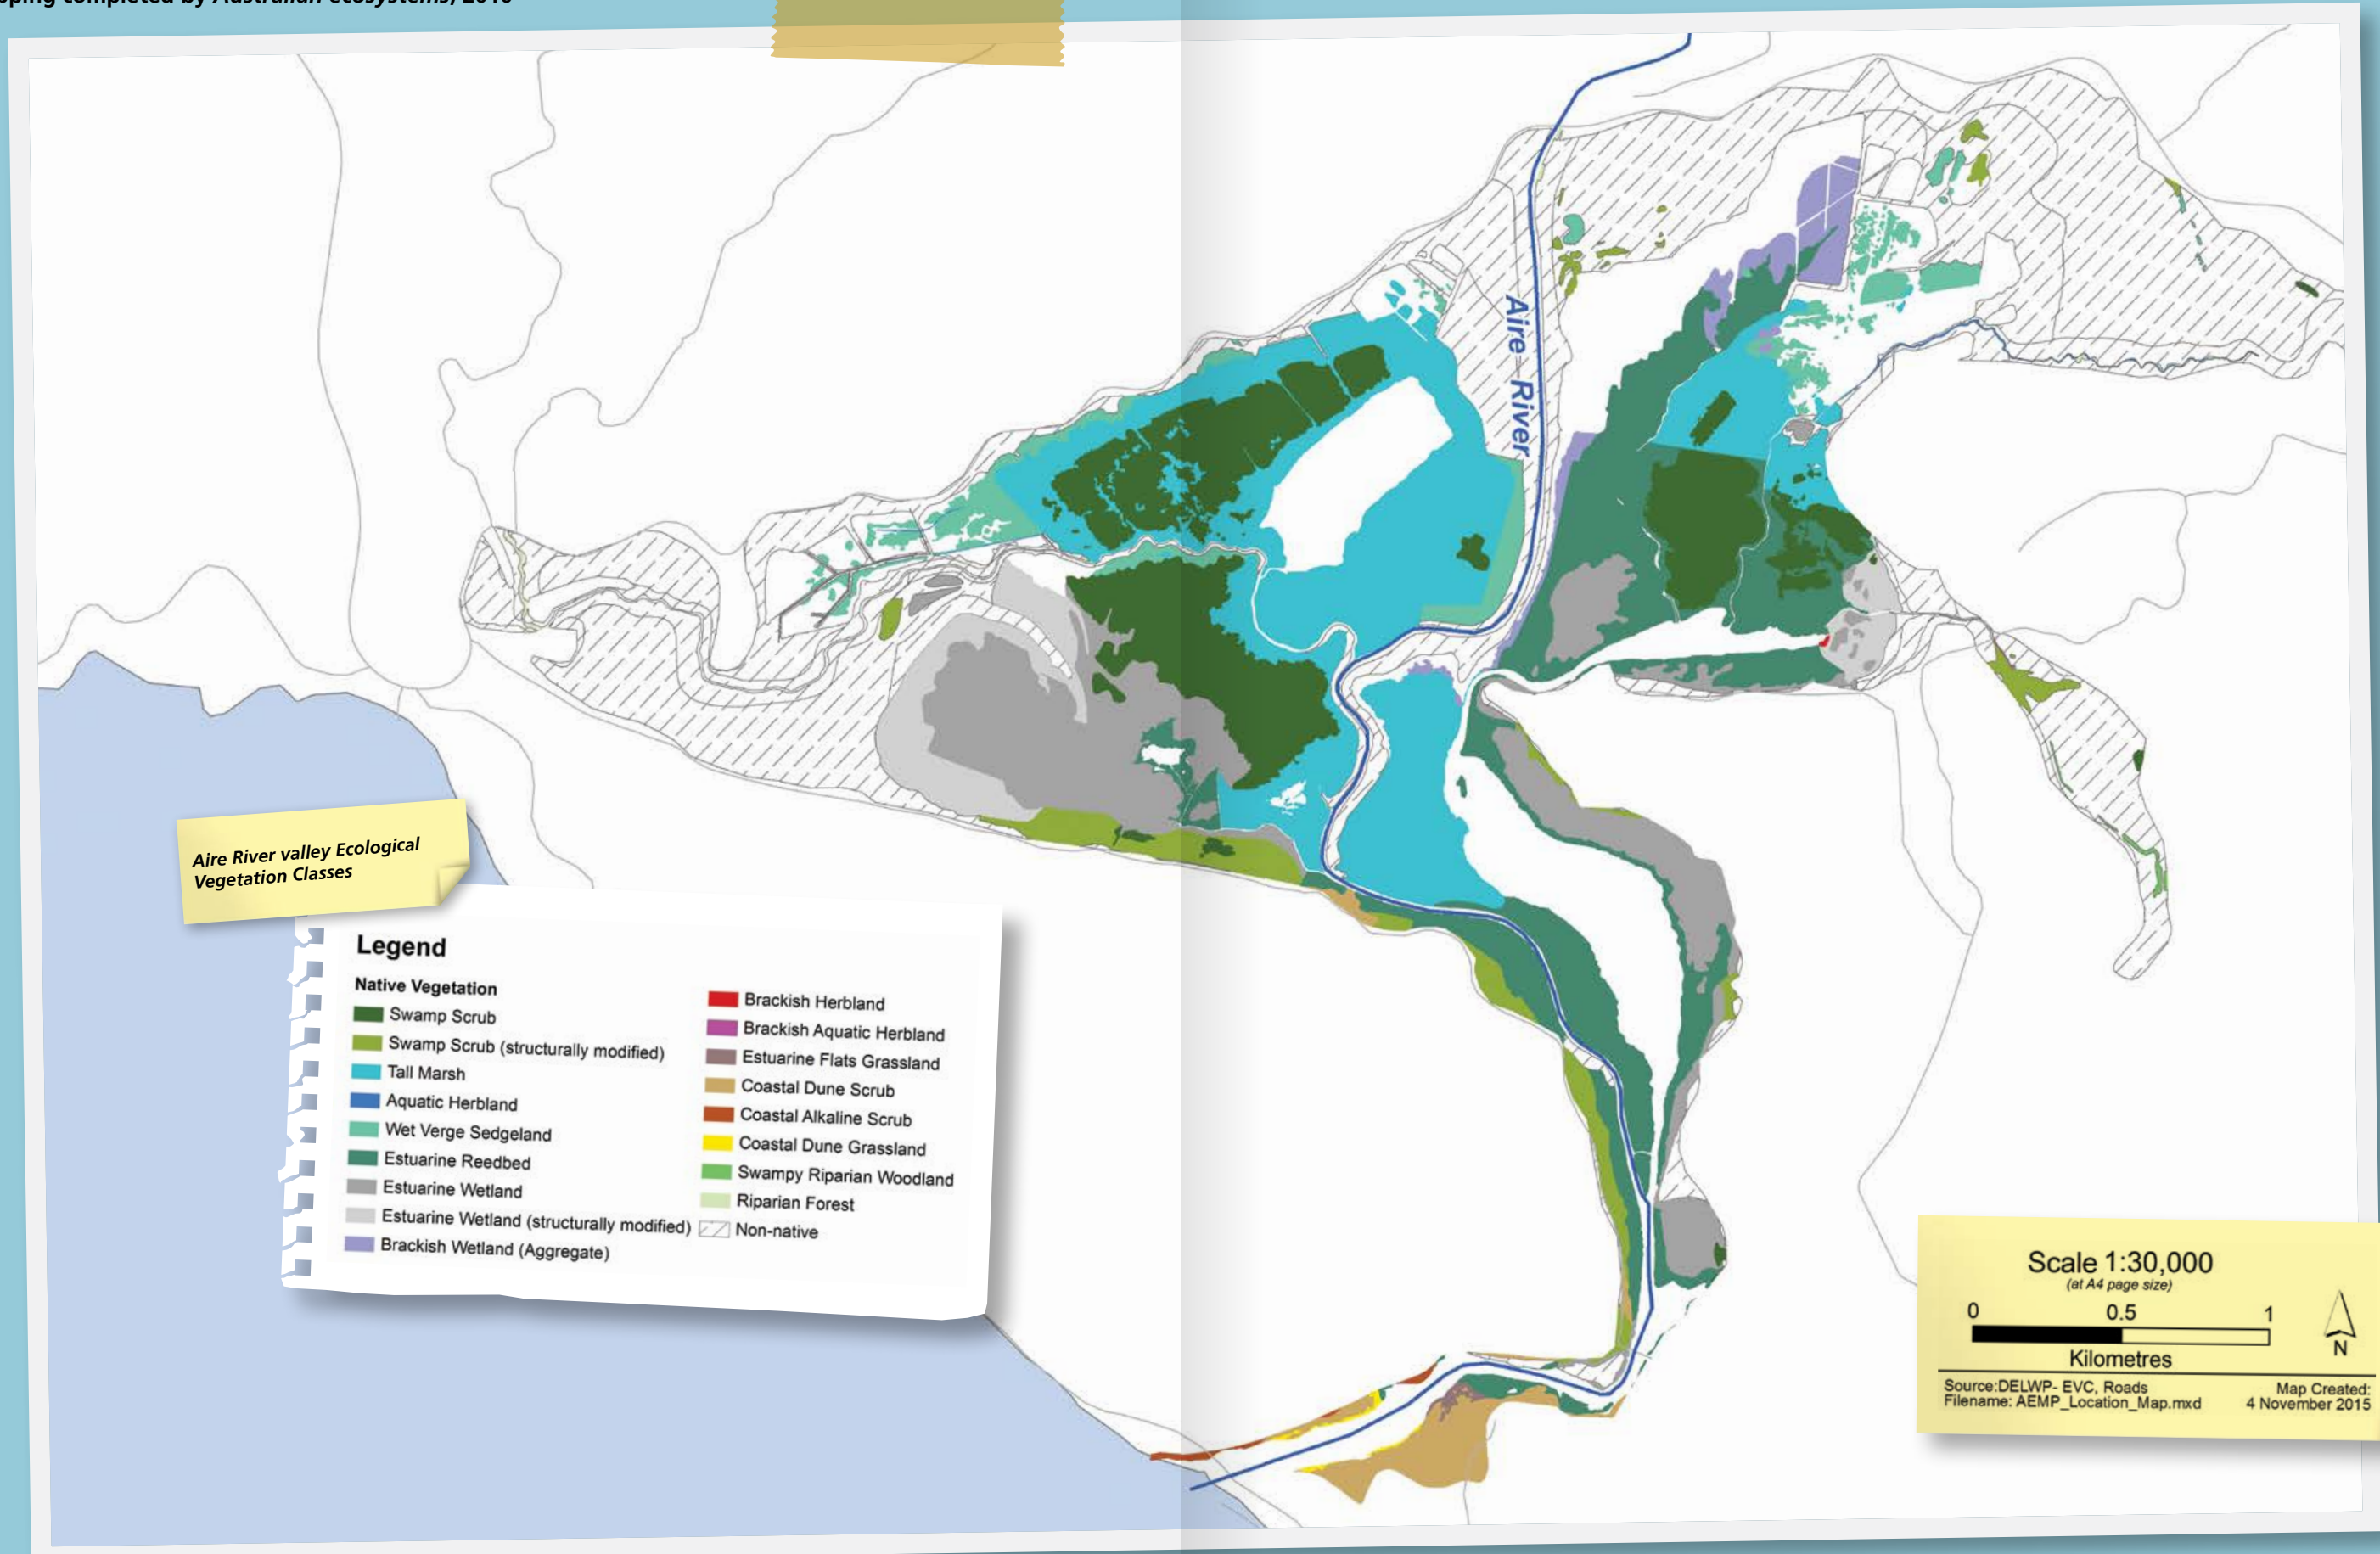 completed by Australian ecosystems,
Aire River
Aire River valley Ecological
Vegetation Classes
Legend
Native Vegetation
Swamp Scrub
Swamp Scrub (structurally modified)
Tall Marsh
Aquatic Herbland
Wet Verge Sedgeland
Estuarine Reedbed
Estuarine Wetland
Estuarine Wetland (structurally modified)
Brackish Wetland (Aggregate)
Brackish Herbland
Brackish Aquatic Herbland
Estuarine Flats Grassland
Coastal Dune Scrub
Coastal Alkaline Scrub
Coastal Dune Grassland
Swampy Riparian Woodland
Riparian Forest
Non-native
Scale 1:30,000
(at A4 page size)
0 0.5 1
Kilometres
N
Source:DELWP- EVC, Roads
Filename: AEMP_Location_Map.mxd
Map Created:
4 November 2015